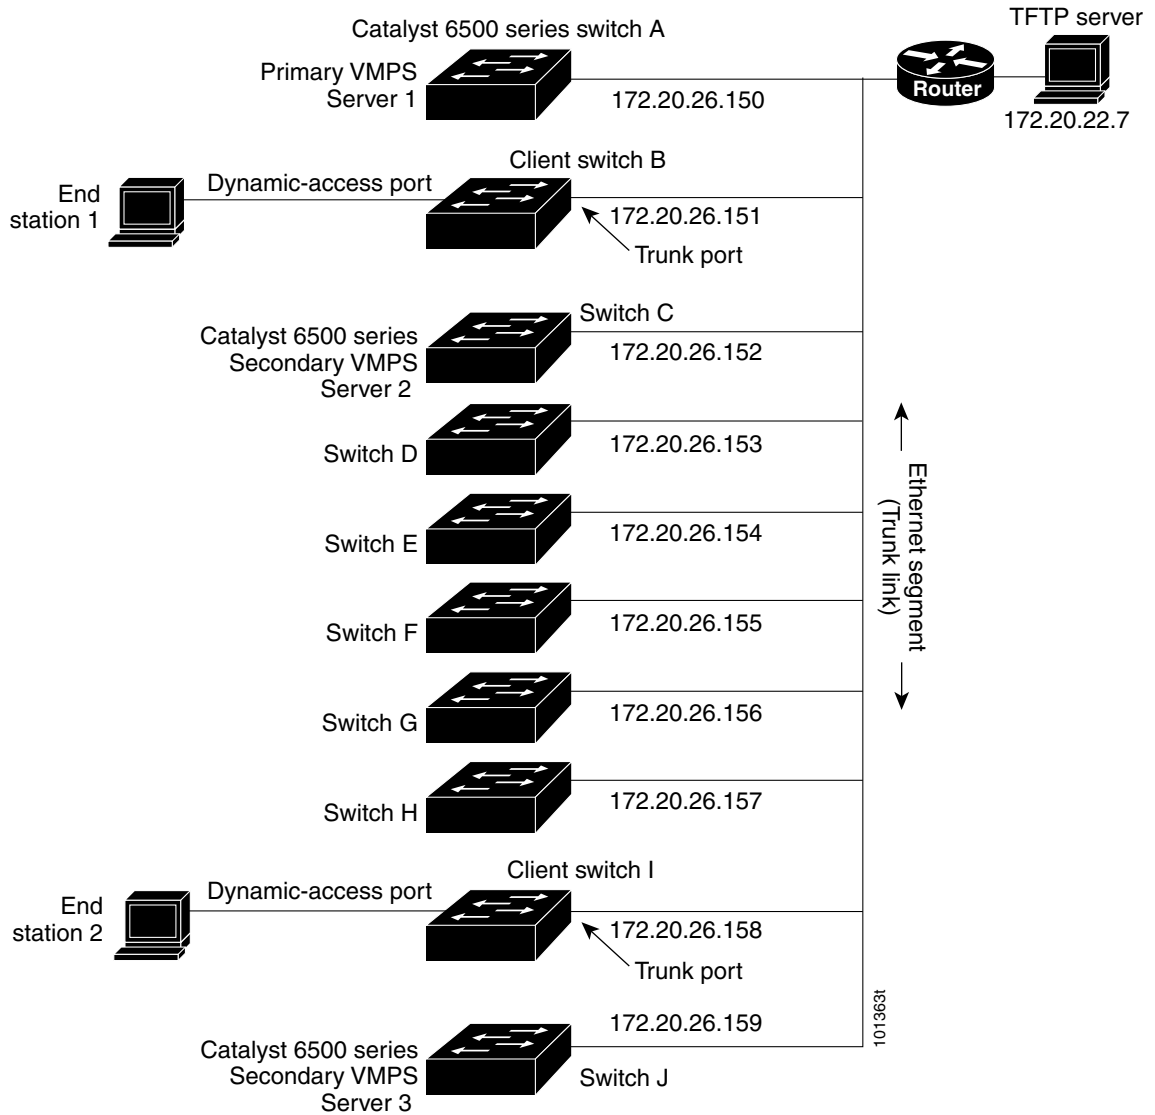 Catalyst 6500 series switch A
TFTP server
Primary VMPS
Server 1
172.20.26.150
Router
172.20.22.7
Client switch B
End
station 1
Dynamic-access port
172.20.26.151
Trunk port
Switch C
Catalyst 6500 series
Secondary VMPS
Server 2
172.20.26.152
Switch D
172.20.26.153
Switch E
172.20.26.154
Switch F
172.20.26.155
Switch G
172.20.26.156
Switch H
172.20.26.157
Ethernet segment
(Trunk link)
Client switch I
End
station 2
Dynamic-access port
172.20.26.158
Trunk port
172.20.26.159
Catalyst 6500 series
Secondary VMPS
Server 3
Switch J
101363t